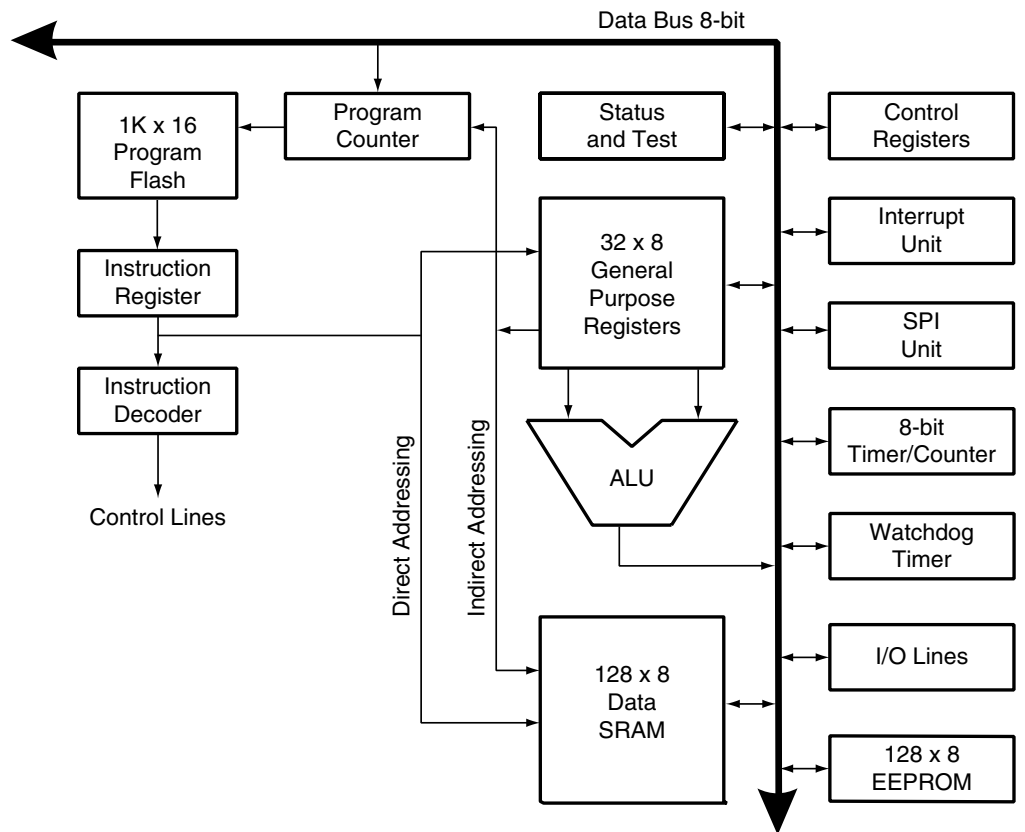 Data Bus 8-bit
1K x 16
Program
Flash
Program
Counter
Status
and Test
Control
Registers
Instruction
Register
32 x 8
General
Purpose
Registers
Interrupt
Unit
SPI
Unit
Instruction
Decoder
Control Lines
Direct Addressing
Indirect Addressing
ALU
8-bit
Timer/Counter
Watchdog
Timer
128 x 8
Data
SRAM
I/O Lines
128 x 8
EEPROM